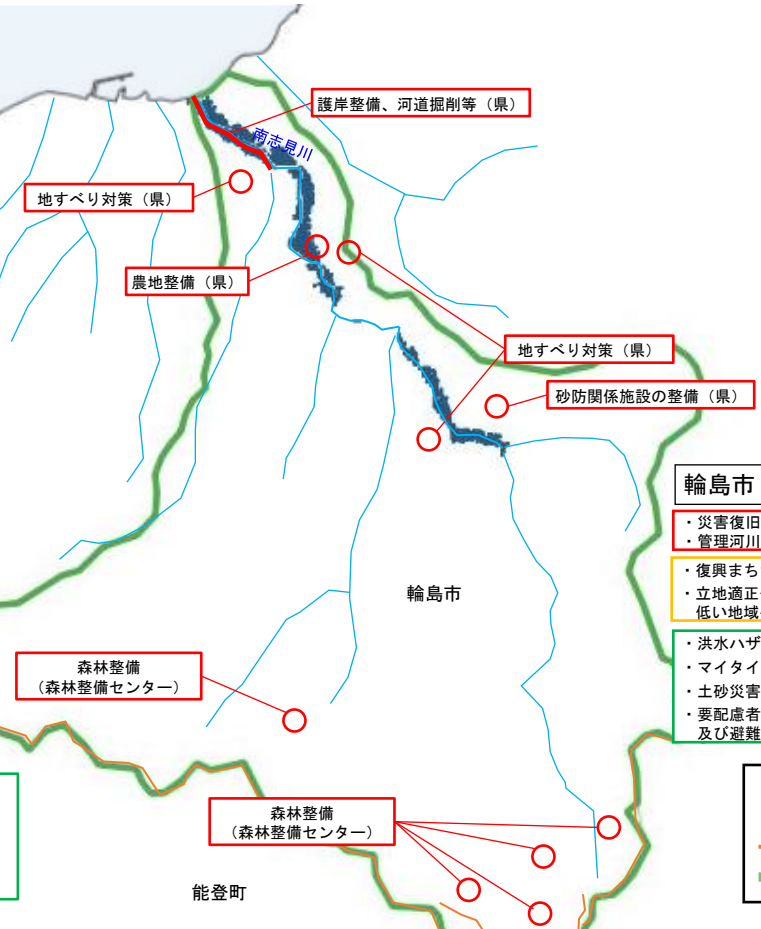 護岸整備、河道掘削等（県）
南志見川
地すべり対策（県）
農地整備（県）
地すべり対策（県）
砂防関係施設の整備（県）
輪島市
・災害復旧
・管理河川
・復興まち
・立地適正
低い地域
・洪水ハザ
・マイタイ
・土砂災害
・要配慮者
及び避難
輪島市
森林整備
（森林整備センター）
森林整備
（森林整備センター）
能登町